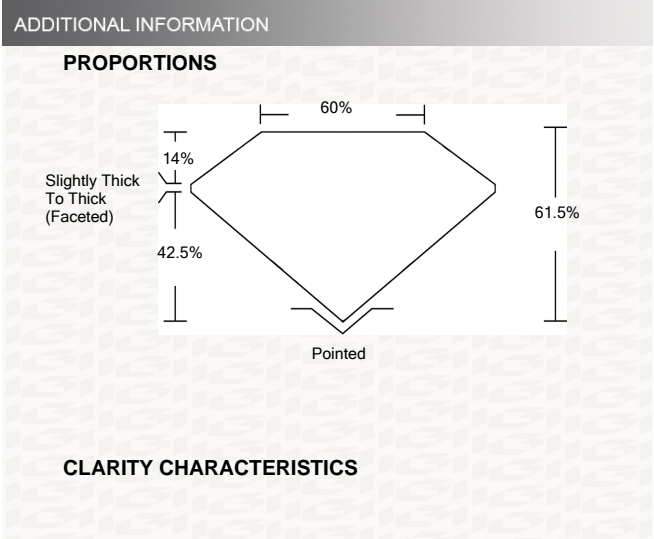 ADDITIONAL INFORMATION
PROPORTIONS
60%
14%
Slightly Thick
To Thick
(Faceted)
61.5%
42.5%
Pointed
CLARITY CHARACTERISTICS